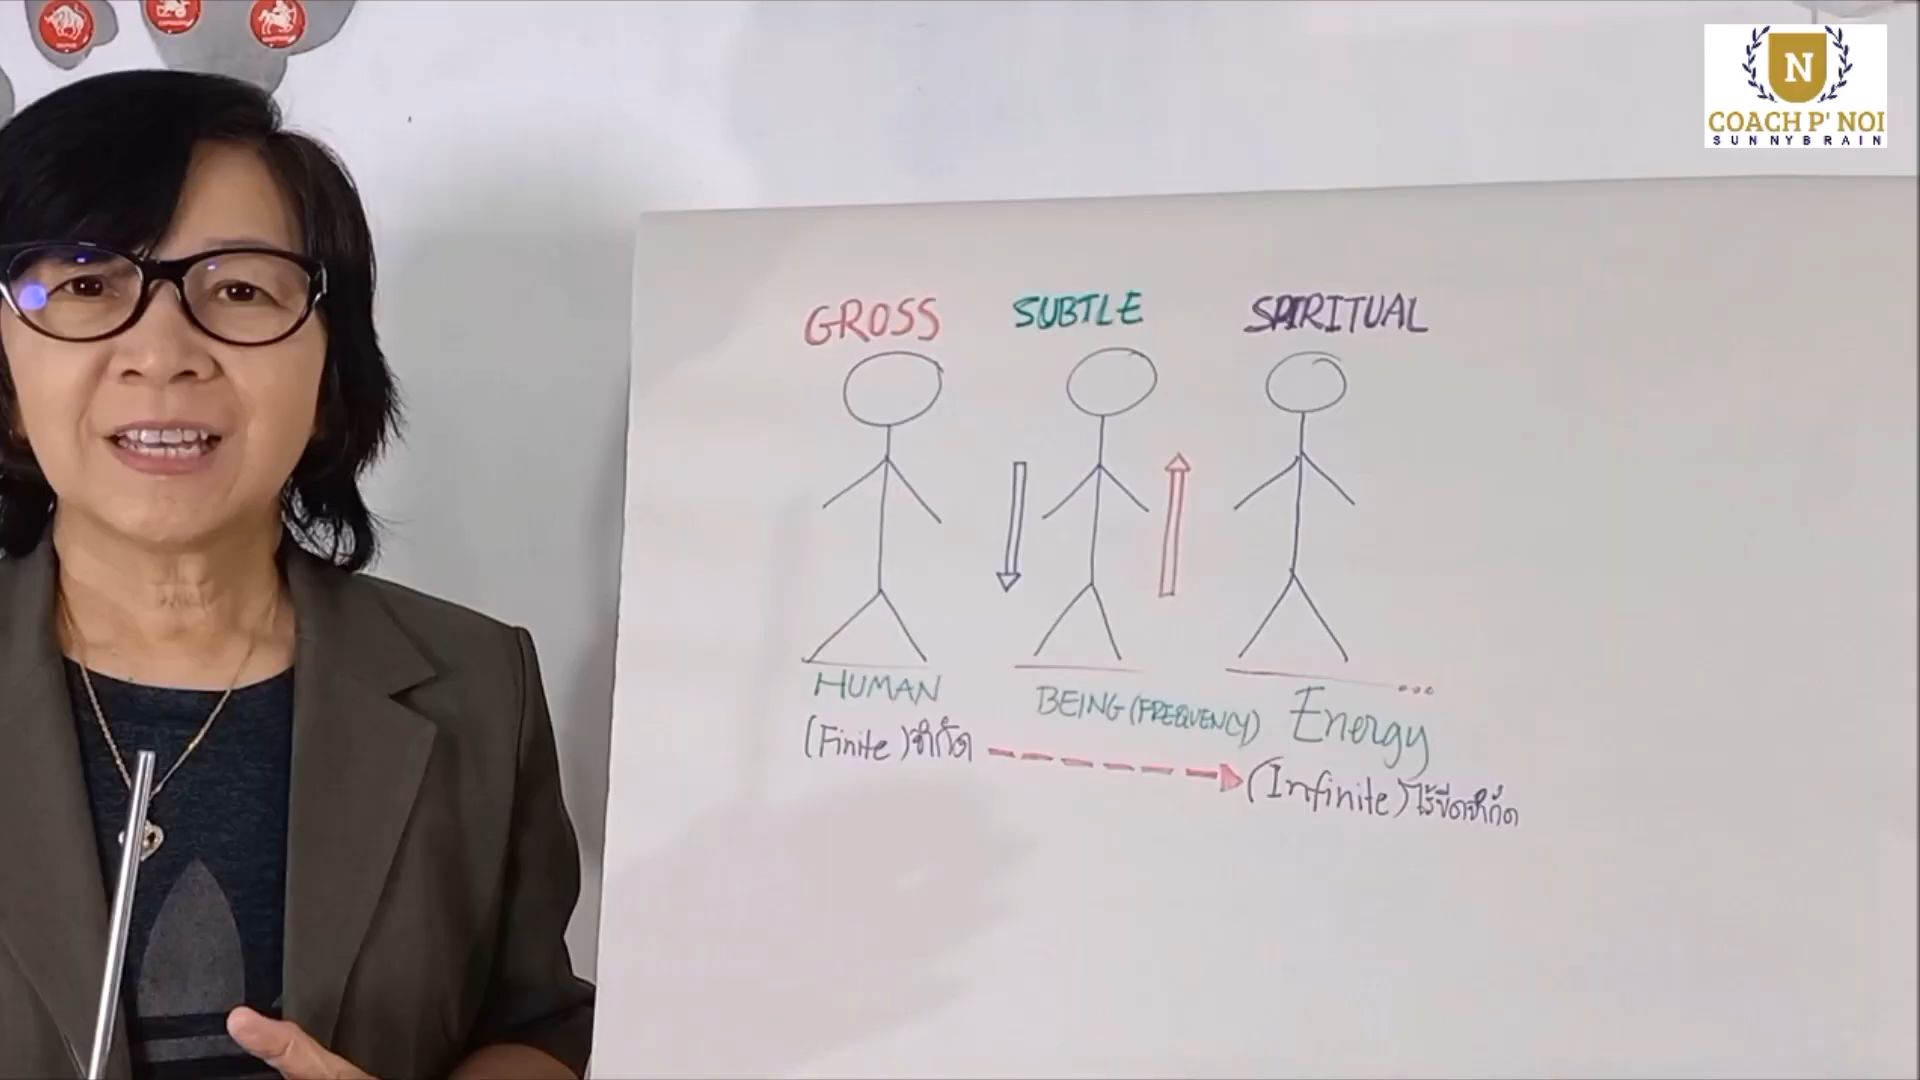 N
COACH P' NOI
SUNNYBRAIN
GROSS SUBTLE SPIRITUAL
HUMAN BEING (FREQUENCY) Energy
(Finite) จำกัด (Infinite) ไร้ขีดจำกัด